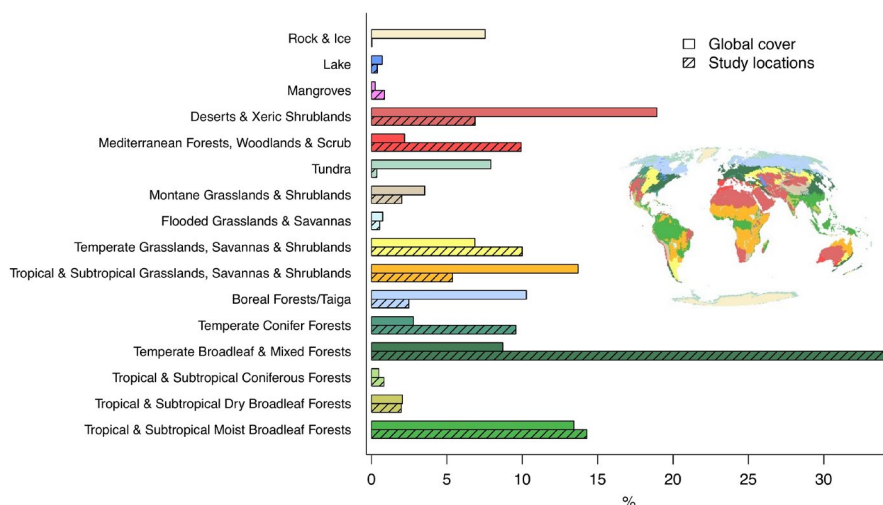 Rock & Ice
Lake
Mangroves
Deserts & Xeric Shrublands
Mediterranean Forests, Woodlands & Scrub
Tundra
Montane Grasslands & Shrublands
Flooded Grasslands & Savannas
Temperate Grasslands, Savannas & Shrublands
Tropical & Subtropical Grasslands, Savannas & Shrublands
Boreal Forests/Taiga
Temperate Conifer Forests
Temperate Broadleaf & Mixed Forests
Tropical & Subtropical Coniferous Forests
Tropical & Subtropical Dry Broadleaf Forests
Tropical & Subtropical Moist Broadleaf Forests
Global cover
Study locations
0 5 10 15 20 25 30
%